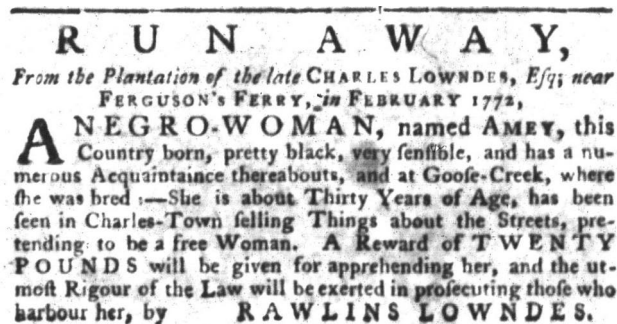 RUN AWAY,
From the Plantation of the late CHARLES LOWNDES, Esq; near
FERGUSON'S FERRY, in FEBRUARY 1772,
A NEGRO-WOMAN, named AMEY, this
Country born, pretty black, very ſenſible, and has a nu-
merous Acquaintaince thereabouts, and at Gooſe-Creek, where
ſhe was bred :—She is about Thirty Years of Age, has been
ſeen in Charles-Town ſelling Things about the Streets, pre-
tending to be a free Woman. A Reward of TWENTY
POUNDS will be given for apprehending her, and the ut-
moſt Rigour of the Law will be exerted in proſecuting thoſe who
harbour her, by RAWLINS LOWNDES.